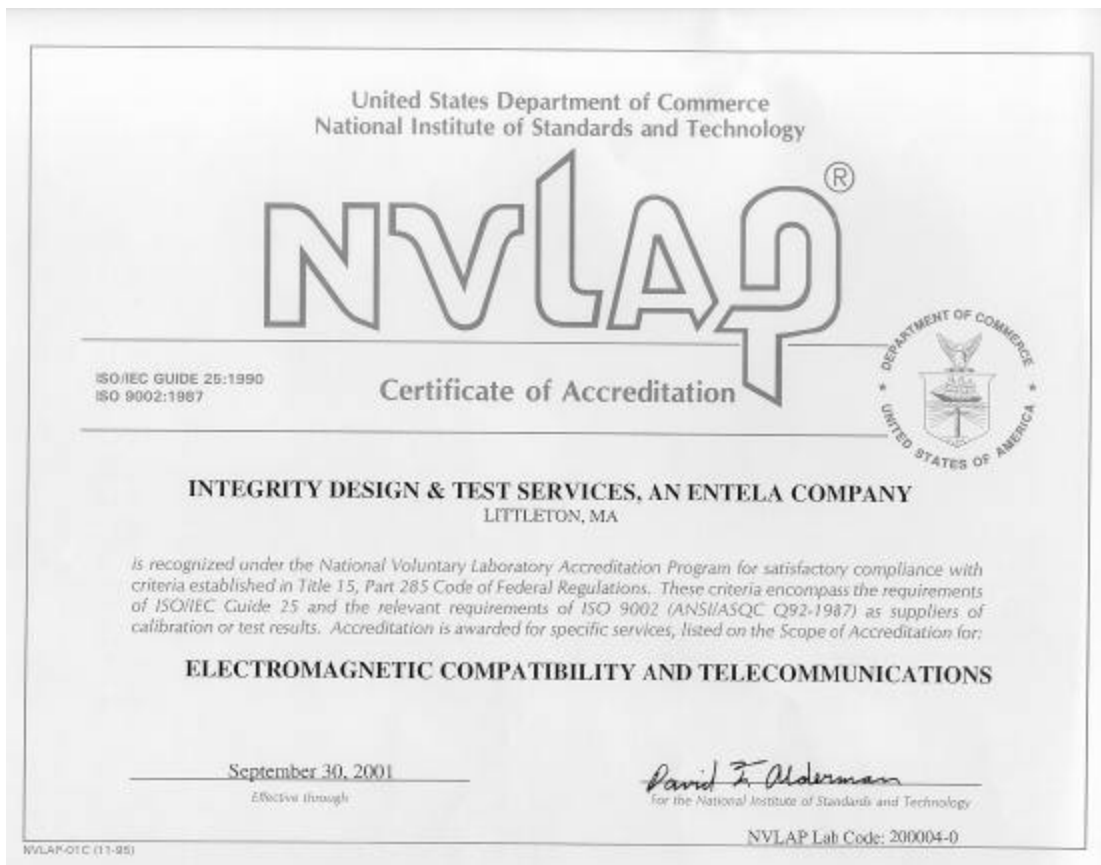 United States Department of Commerce
National Institute of Standards and Technology
NVLAP®
ISO/IEC GUIDE 25:1990
ISO 9002:1987
Certificate of Accreditation
DEPARTMENT OF COMMERCE
* UNITED STATES OF AMERICA *
INTEGRITY DESIGN & TEST SERVICES, AN ENTELA COMPANY
LITTLETON, MA
is recognized under the National Voluntary Laboratory Accreditation Program for satisfactory compliance with
criteria established in Title 15, Part 285 Code of Federal Regulations. These criteria encompass the requirements
of ISO/IEC Guide 25 and the relevant requirements of ISO 9002 (ANSI/ASQC Q92-1987) as suppliers of
calibration or test results. Accreditation is awarded for specific services, listed on the Scope of Accreditation for:
ELECTROMAGNETIC COMPATIBILITY AND TELECOMMUNICATIONS
September 30, 2001
Effective through
David F. Alderman
For the National Institute of Standards and Technology
NVLAP Lab Code: 200004-0
NVLAP-01C (11-95)